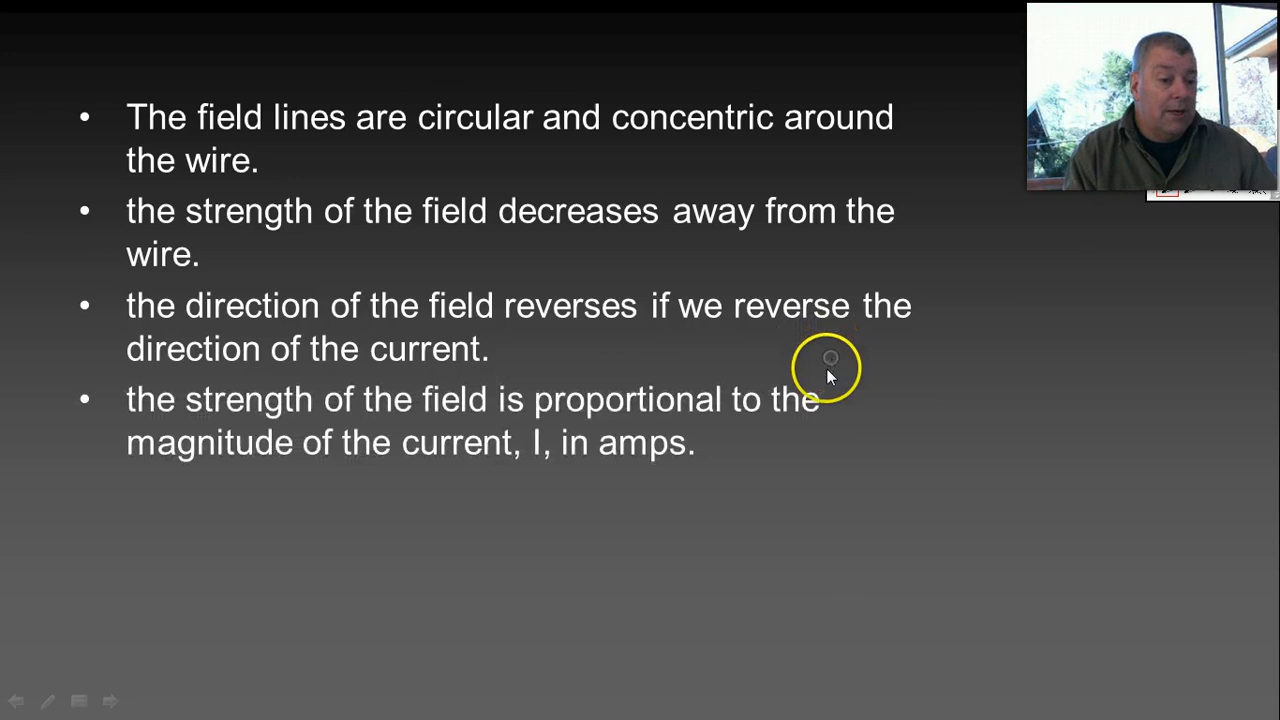 • The field lines are circular and concentric around
the wire.
• the strength of the field decreases away from the
wire.
• the direction of the field reverses if we reverse the
direction of the current.
• the strength of the field is proportional to the
magnitude of the current, I, in amps.